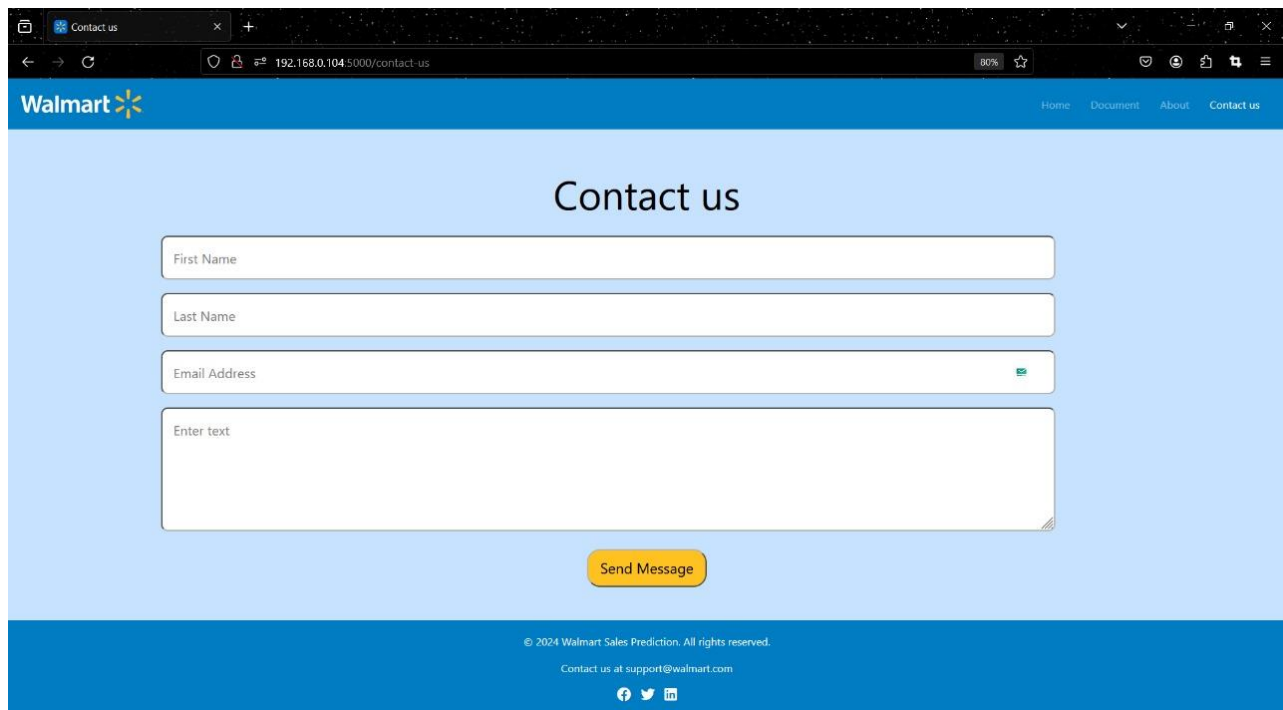 Contact us
192.168.0.104:5000/contact-us
80%
Walmart
Home Document About Contact us
Contact us
First Name
Last Name
Email Address
Enter text
Send Message
© 2024 Walmart Sales Prediction. All rights reserved.
Contact us at support@walmart.com